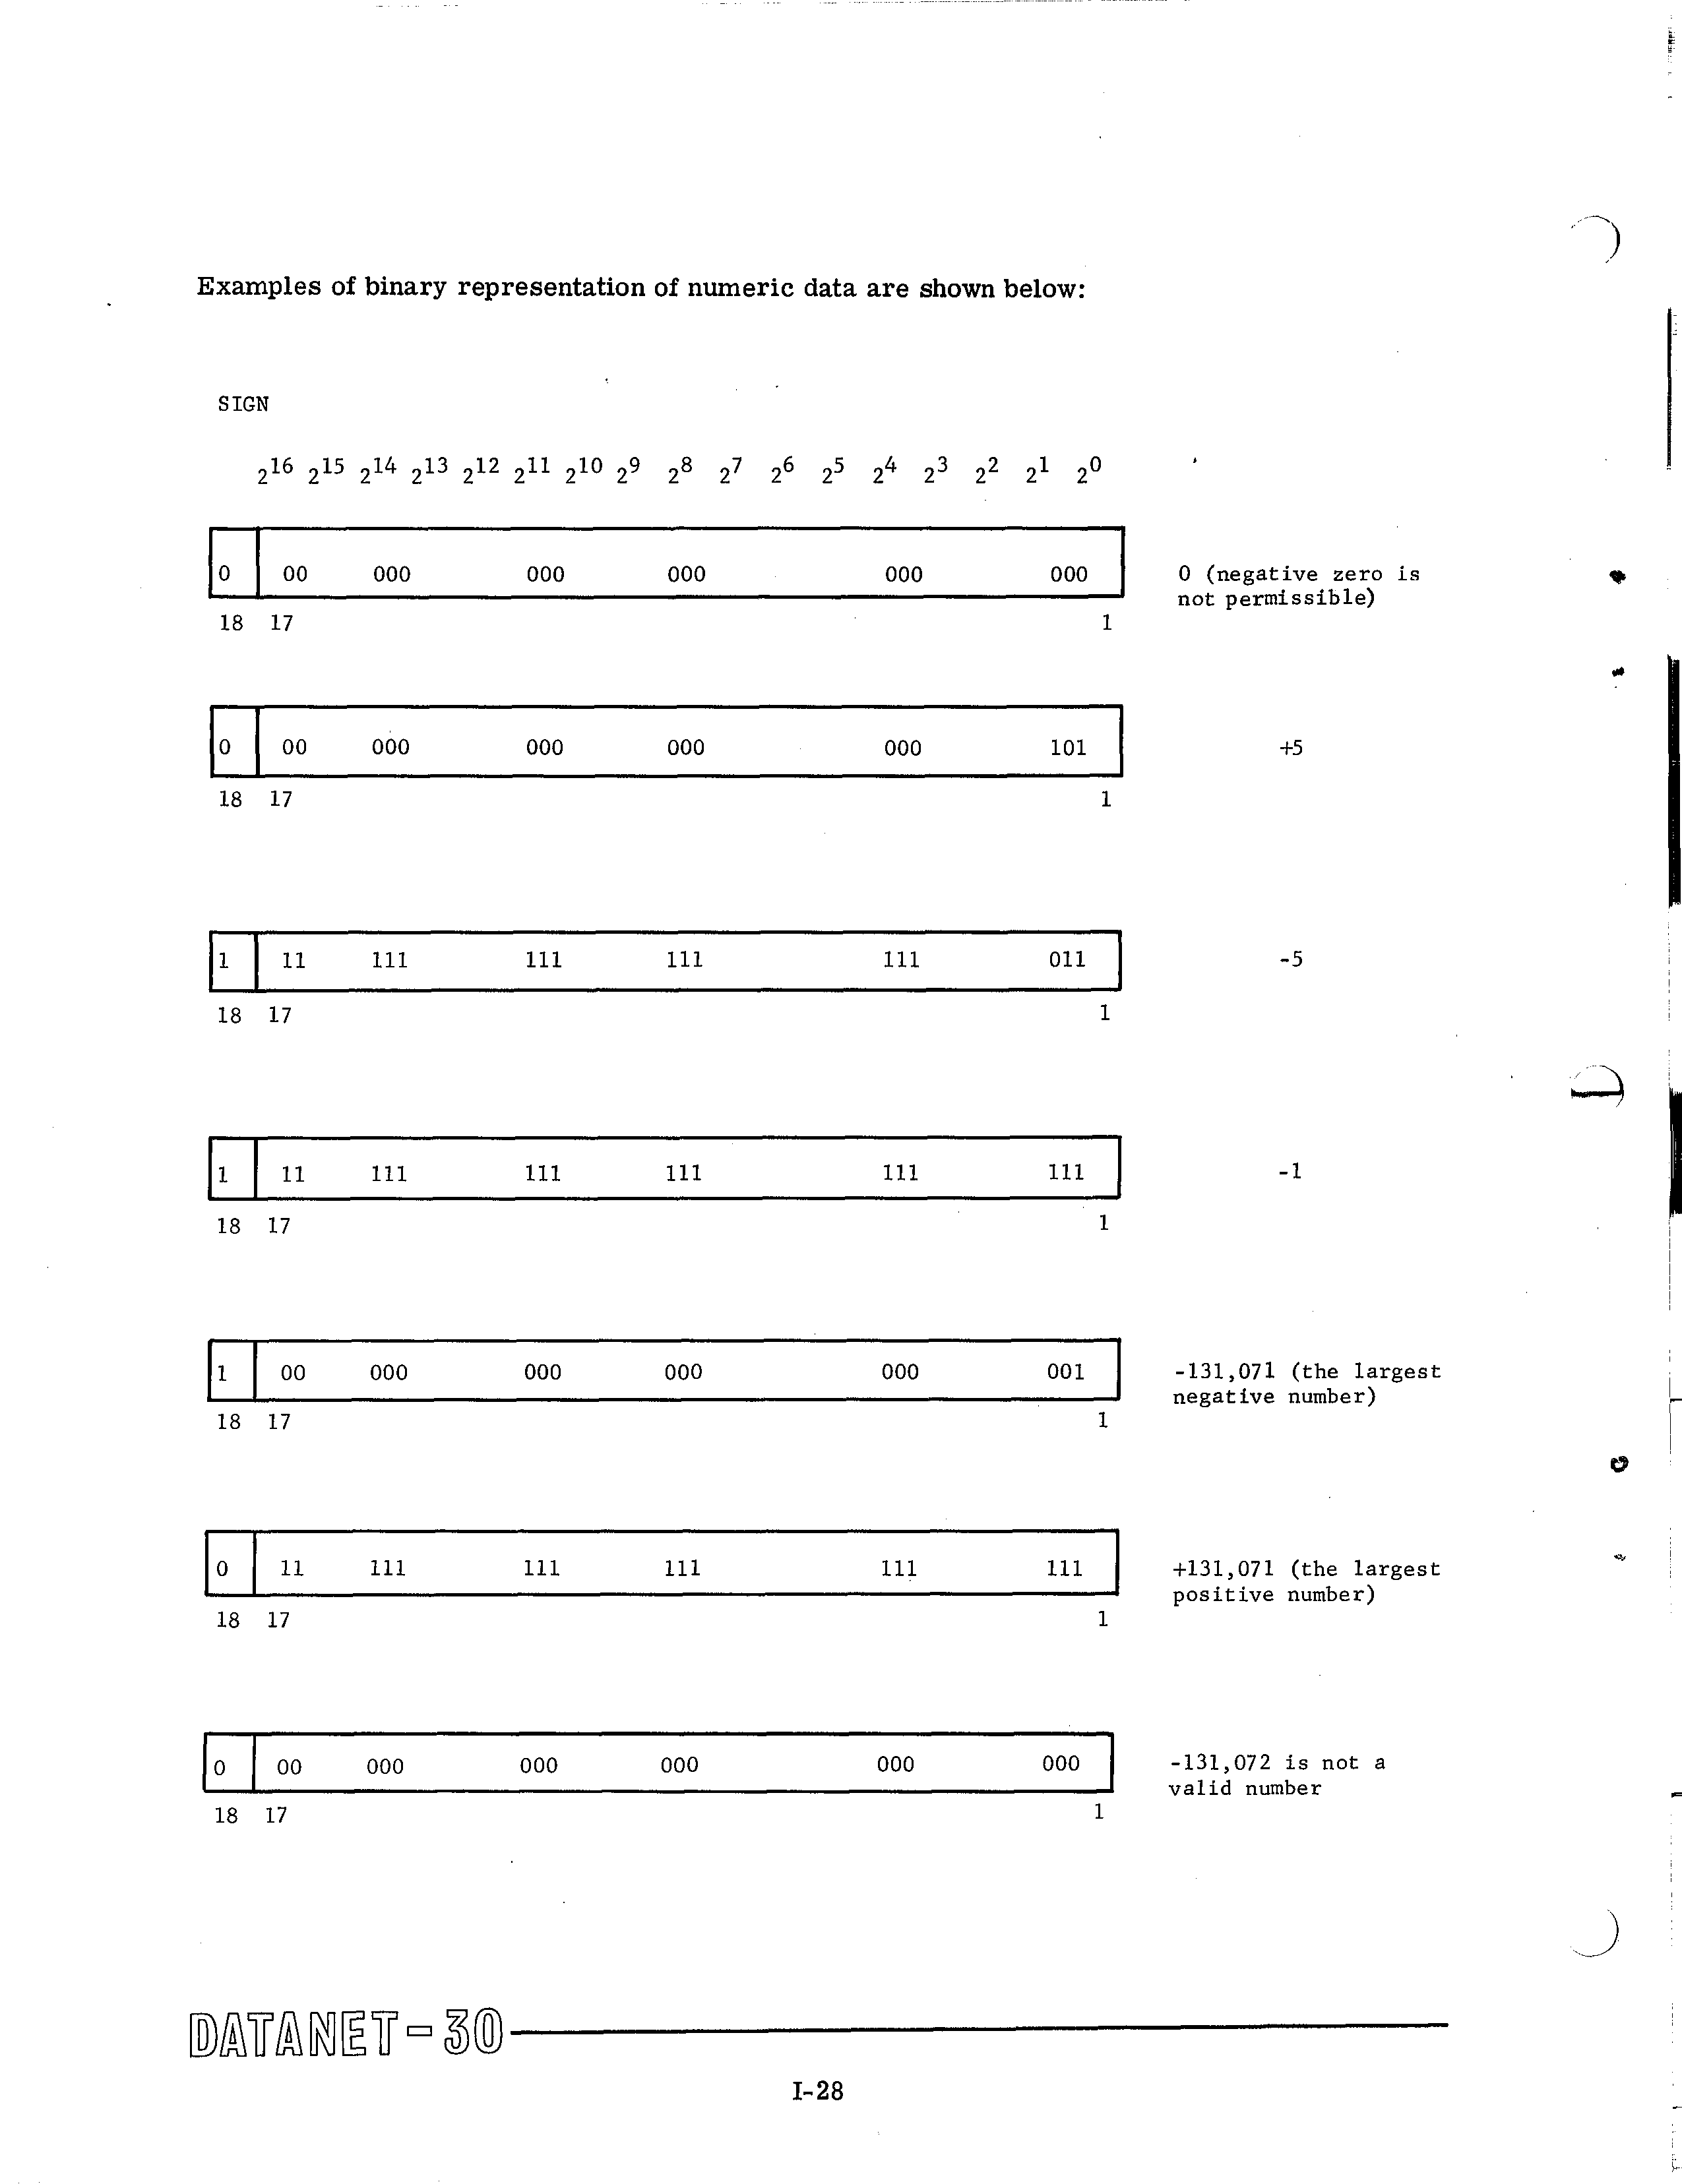 Examples of binary representation of numeric data are shown below:
SIGN
2^16 2^15 2^14 2^13 2^12 2^11 2^10 2^9 2^8 2^7 2^6 2^5 2^4 2^3 2^2 2^1 2^0
0 00 000 000 000 000 000 0 (negative zero is
not permissible)
18 17 1
0 00 000 000 000 000 101 +5
18 17 1
1 11 111 111 111 111 011 -5
18 17 1
1 11 111 111 111 111 111 -1
18 17 1
1 00 000 000 000 000 001 -131,071 (the largest
negative number)
18 17 1
0 11 111 111 111 111 111 +131,071 (the largest
positive number)
18 17 1
0 00 000 000 000 000 000 -131,072 is not a
valid number
18 17 1
DATANET-30
I-28